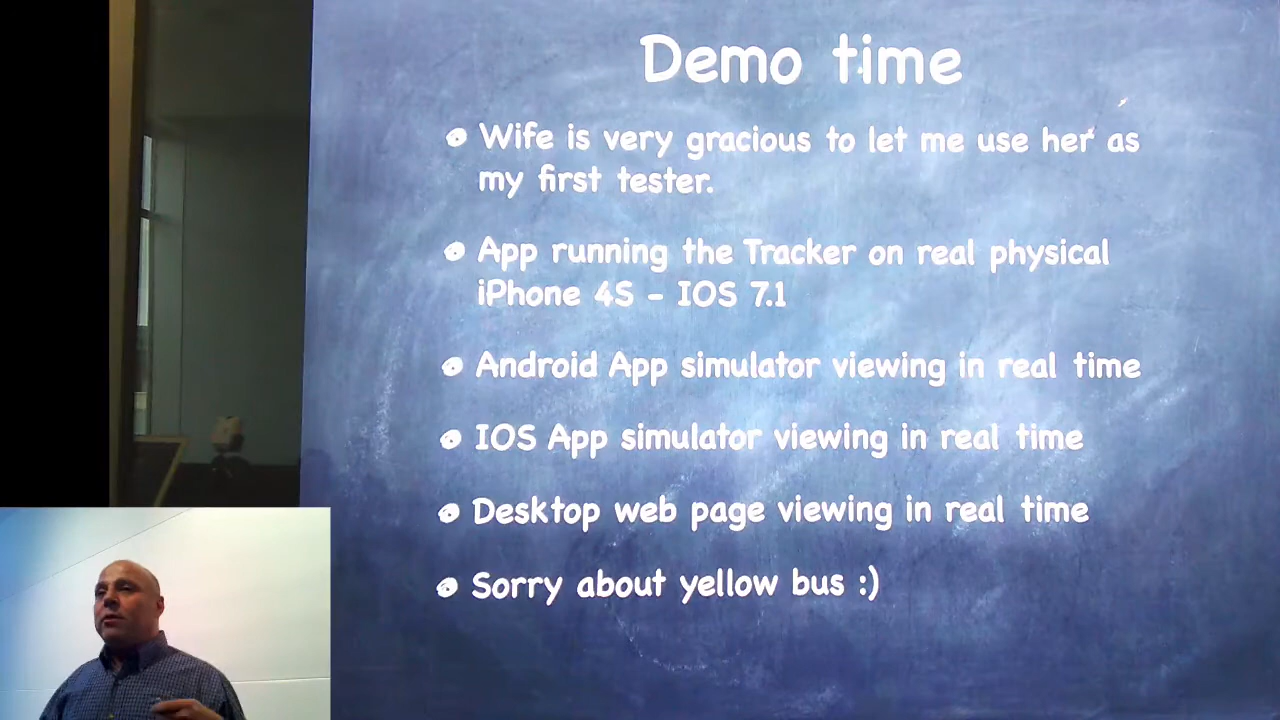 Demo time
Wife is very gracious to let me use her as
my first tester.
App running the Tracker on real physical
iPhone 4S - IOS 7.1
Android App simulator viewing in real time
IOS App simulator viewing in real time
Desktop web page viewing in real time
Sorry about yellow bus :)